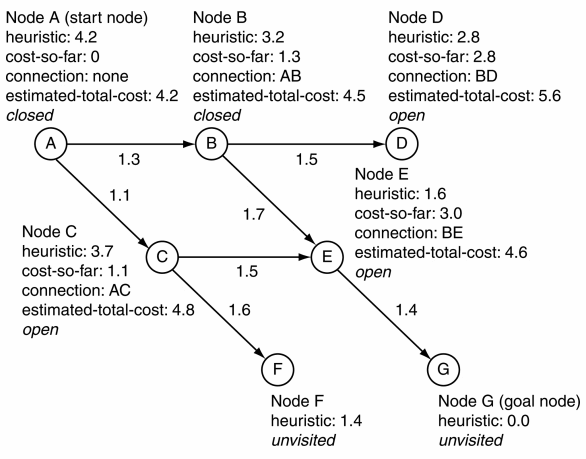 Node A (start node)
heuristic: 4.2
cost-so-far: 0
connection: none
estimated-total-cost: 4.2
closed
Node B
heuristic: 3.2
cost-so-far: 1.3
connection: AB
estimated-total-cost: 4.5
closed
Node D
heuristic: 2.8
cost-so-far: 2.8
connection: BD
estimated-total-cost: 5.6
open
A
1.3
B
1.5
D
1.1
1.7
Node E
heuristic: 1.6
cost-so-far: 3.0
connection: BE
estimated-total-cost: 4.6
open
Node C
heuristic: 3.7
cost-so-far: 1.1
connection: AC
estimated-total-cost: 4.8
open
C
1.5
E
1.6
1.4
F
G
Node F
heuristic: 1.4
unvisited
Node G (goal node)
heuristic: 0.0
unvisited